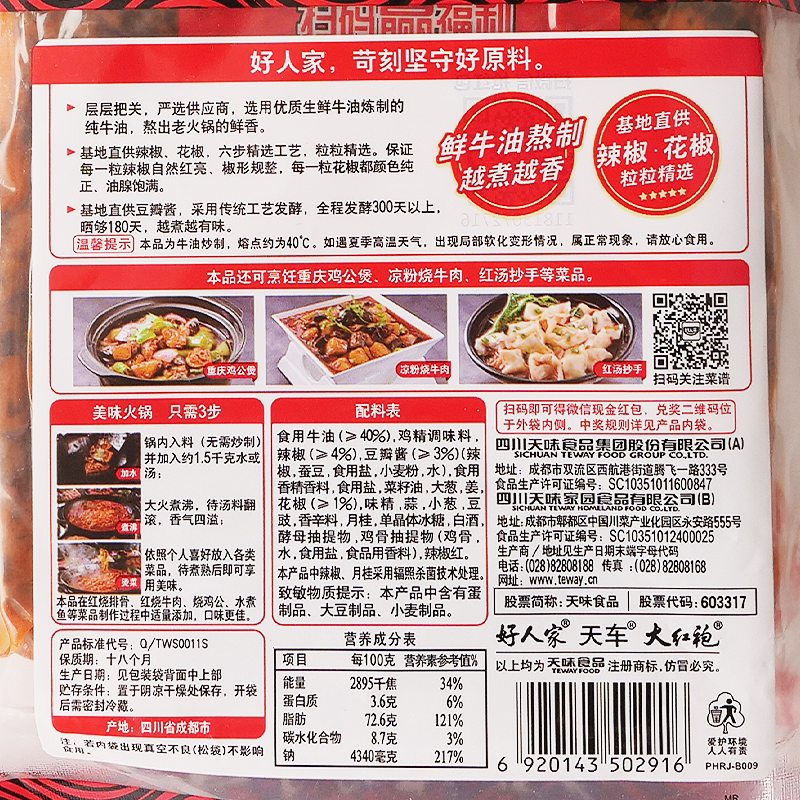 扫码赢福利
好人家，苛刻坚守好原料。
层层把关，严选供应商，选用优质生鲜牛油炼制的
纯牛油，熬出老火锅的鲜香。
基地直供辣椒、花椒，六步精选工艺，粒粒精选。保证
每一粒辣椒自然红亮、椒形规整，每一粒花椒都颜色纯
正、油腺饱满。
基地直供豆瓣酱，采用传统工艺发酵，全程发酵300天以上，
晒够180天，越煮越有味。
鲜牛油熬制
越煮越香
基地直供
辣椒·花椒
粒粒精选
温馨提示 本品为牛油炒制，熔点约为40℃。如遇夏季高温天气，出现局部软化变形情况，属正常现象，请放心食用。
本品还可烹饪重庆鸡公煲、凉粉烧牛肉、红汤抄手等菜品。
重庆鸡公煲
凉粉烧牛肉
红汤抄手
扫码关注菜谱
美味火锅 只需3步
加水
锅内入料（无需炒制）
并加入约1.5千克水或
汤；
煮沸
大火煮沸，待汤料翻
滚，香气四溢；
烫菜
依照个人喜好放入各类
菜品，待煮熟后即可享
用美味。
本品在红烧排骨、红烧牛肉、烧鸡公、水煮
鱼等菜品制作过程中适量添加，口味更佳。
产品标准代号：Q/TWS0011S
保质期：十八个月
生产日期：见包装袋背面中上部
贮存条件：置于阴凉干燥处保存，开袋
后需密封冷藏。
产地：四川省成都市
注：若内袋出现真空不良(松袋)不影响
食用。
配料表
食用牛油(≥40%),鸡精调味料,
辣椒(≥4%),豆瓣酱(≥3%)(辣
椒,蚕豆,食用盐,小麦粉,水),食用
香精香料,食用盐,菜籽油,大葱,姜,
花椒(≥1%),味精,蒜,小葱,豆
豉,香辛料,月桂,单晶体冰糖,白酒,
酵母抽提物,鸡骨抽提物(鸡骨,
水,食用盐,食品用香料),辣椒红。
本产品中辣椒、月桂采用辐照杀菌技术处理。
致敏物质提示：本产品中含有蛋
制品、大豆制品、小麦制品。
营养成分表
项目 每100克 营养素参考值%
能量 2895千焦 34%
蛋白质 3.6克 6%
脂肪 72.6克 121%
碳水化合物 8.7克 3%
钠 4340毫克 217%
扫码即可得微信现金红包，兑奖二维码位
于外袋内侧。中奖规则详见产品内袋。
四川天味食品集团股份有限公司(A)
SICHUAN TEWAY FOOD GROUP CO.,LTD.
地址：成都市双流区西航港街道腾飞一路333号
食品生产许可证编号：SC10351011600847
四川天味家园食品有限公司(B)
SICHUAN TEWAY HOMELAND FOOD CO.,LTD.
地址:成都市郫都区中国川菜产业化园区永安路555号
食品生产许可证编号：SC10351012400025
生产商/地址见生产日期末端字母代码
电话：(028)82808188 传真：(028)82808168
网址：www.teway.cn
股票简称：天味食品 股票代码：603317
好人家® 天车® 大红袍®
以上均为 天味食品 注册商标，仿冒必究。
TEWAY FOOD
6 920143 502916
爱护环境
人人有责
PHRJ-B009